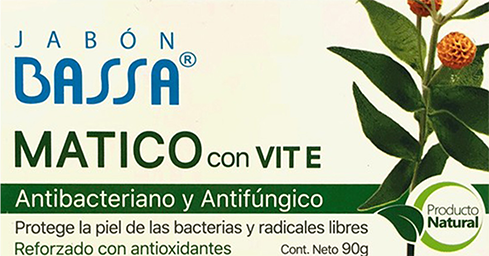 JABÓN
BASSA®
MATICO con VIT E
Antibacteriano y Antifúngico
Protege la piel de las bacterias y radicales libres
Reforzado con antioxidantes
Cont. Neto 90g
Producto
Natural